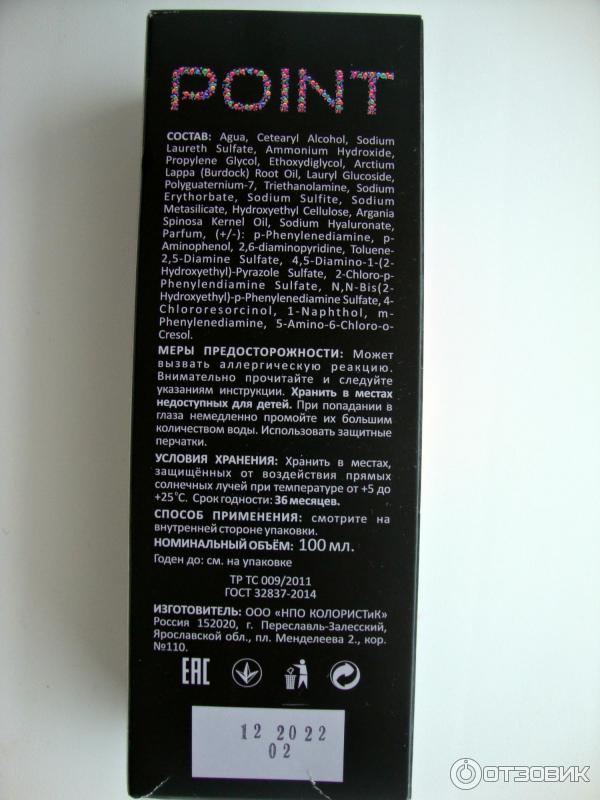 POINT
СОСТАВ: Agua, Cetearyl Alcohol, Sodium
Laureth Sulfate, Ammonium Hydroxide,
Propylene Glycol, Ethoxydiglycol, Arctium
Lappa (Burdock) Root Oil, Lauryl Glucoside,
Polyguaternium-7, Triethanolamine, Sodium
Erythorbate, Sodium Sulfite, Sodium
Metasilicate, Hydroxyethyl Cellulose, Argania
Spinosa Kernel Oil, Sodium Hyaluronate,
Parfum, (+/-): p-Phenylenediamine, p-
Aminophenol, 2,6-diaminopyridine, Toluene-
2,5-Diamine Sulfate, 4,5-Diamino-1-(2-
Hydroxyethyl)-Pyrazole Sulfate, 2-Chloro-p-
Phenylendiamine Sulfate, N,N-Bis(2-
Hydroxyethyl)-p-Phenylenediamine Sulfate, 4-
Chlororesorcinol, 1-Naphthol, m-
Phenylenediamine, 5-Amino-6-Chloro-o-
Cresol.
МЕРЫ ПРЕДОСТОРОЖНОСТИ: Может
вызвать аллергическую реакцию.
Внимательно прочитайте и следуйте
указаниям инструкции. Хранить в местах
недоступных для детей. При попадании в
глаза немедленно промойте их большим
количеством воды. Использовать защитные
перчатки.
УСЛОВИЯ ХРАНЕНИЯ: Хранить в местах,
защищённых от воздействия прямых
солнечных лучей при температуре от +5 до
+25°С. Срок годности: 36 месяцев.
СПОСОБ ПРИМЕНЕНИЯ: смотрите на
внутренней стороне упаковки.
НОМИНАЛЬНЫЙ ОБЪЁМ: 100 МЛ.
Годен до: см. на упаковке
ТР ТС 009/2011
ГОСТ 32837-2014
ИЗГОТОВИТЕЛЬ: ООО «НПО КОЛОРИСТиК»
Россия 152020, г. Переславль-Залесский,
Ярославской обл., пл. Менделеева 2., кор.
№110.
ЕАС
12 2022
02
ОТЗОВИК